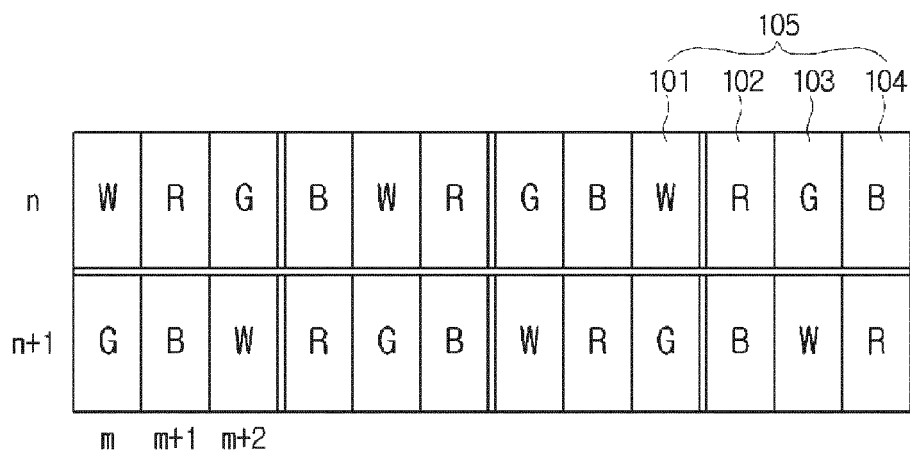 105
101 102 103 104
n W R G B W R G B W R G B
n+1 G B W R G B W R G B W R
m m+1 m+2